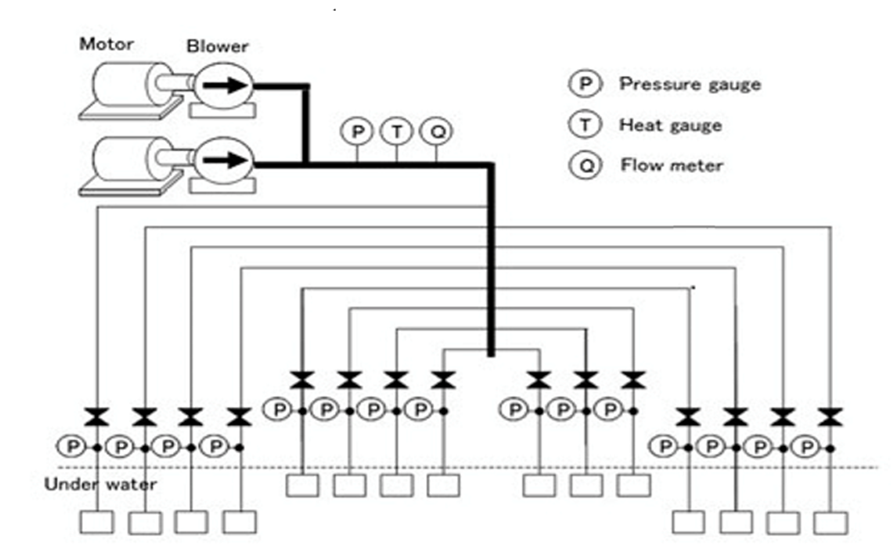 Motor Blower
P Pressure gauge
T Heat gauge
Q Flow meter
P T Q
P P P P P P P
P P P P P P P P
Under water